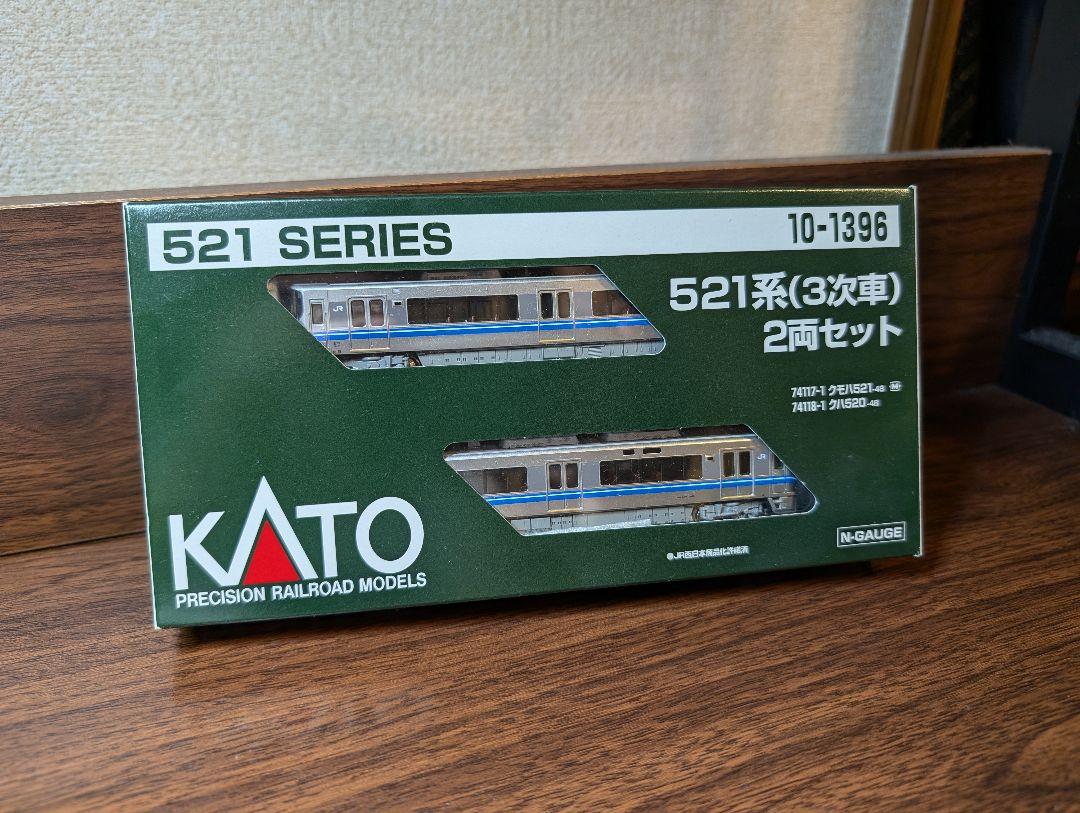 521 SERIES
10-1396
521系(3次車)
2両セット
74117-1 クモハ521-48 M
74118-1 クハ520-48
JR
JR
KATO
PRECISION RAILROAD MODELS
●JR西日本商品化許諾済
N-GAUGE